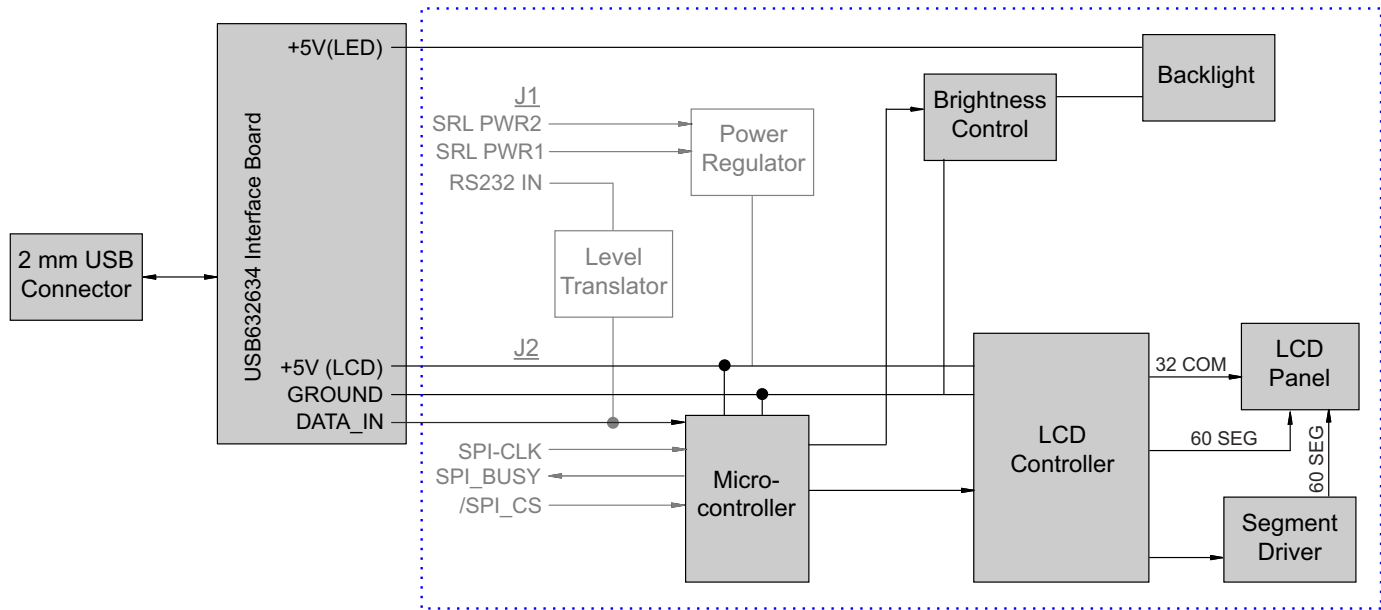 +5V(LED)
Backlight
Brightness
Control
J1
SRL PWR2
SRL PWR1
RS232 IN
Power
Regulator
USB632634 Interface Board
2 mm USB
Connector
Level
Translator
J2
+5V (LCD)
GROUND
DATA_IN
SPI-CLK
SPI_BUSY
/SPI_CS
Micro-
controller
LCD
Controller
32 COM
60 SEG
60 SEG
LCD
Panel
Segment
Driver